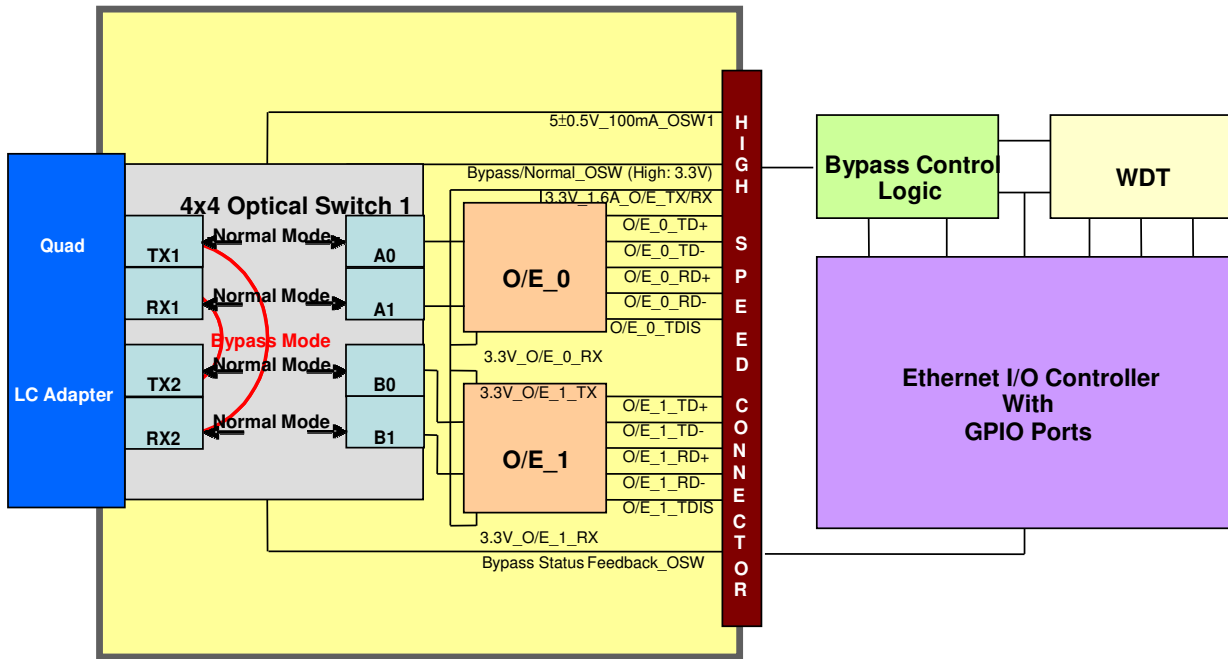 5±0.5V_100mA_OSW1
Bypass/Normal_OSW (High: 3.3V)
3.3V_1.6A_O/E_TX/RX
4x4 Optical Switch 1
Quad
LC Adapter
TX1
Normal Mode
A0
RX1
Normal Mode
A1
Bypass Mode
TX2
Normal Mode
B0
RX2
Normal Mode
B1
O/E_0
O/E_0_TD+
O/E_0_TD-
O/E_0_RD+
O/E_0_RD-
O/E_0_TDIS
3.3V_O/E_0_RX
3.3V_O/E_1_TX
O/E_1
O/E_1_TD+
O/E_1_TD-
O/E_1_RD+
O/E_1_RD-
O/E_1_TDIS
3.3V_O/E_1_RX
Bypass Status Feedback_OSW
HIGH SPEED CONNECTOR
Bypass Control
Logic
WDT
Ethernet I/O Controller
With
GPIO Ports